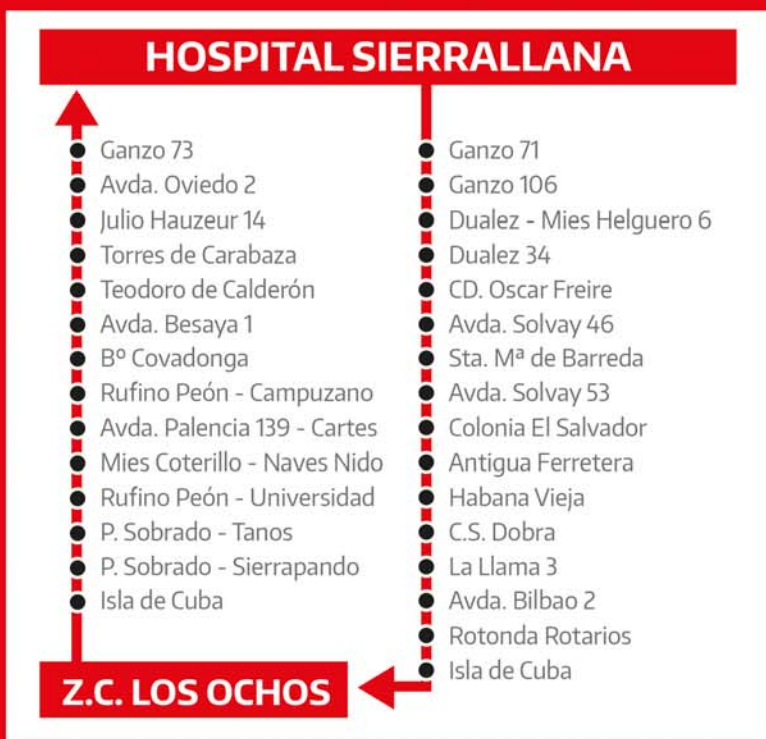 HOSPITAL SIERRALLANA
Ganzo 73
Avda. Oviedo 2
Julio Hauzeur 14
Torres de Carabaza
Teodoro de Calderón
Avda. Besaya 1
Bº Covadonga
Rufino Peón - Campuzano
Avda. Palencia 139 - Cartes
Mies Coterillo - Naves Nido
Rufino Peón - Universidad
P. Sobrado - Tanos
P. Sobrado - Sierrapando
Isla de Cuba
Ganzo 71
Ganzo 106
Dualez - Mies Helguero 6
Dualez 34
CD. Oscar Freire
Avda. Solvay 46
Sta. Mª de Barreda
Avda. Solvay 53
Colonia El Salvador
Antigua Ferretera
Habana Vieja
C.S. Dobra
La Llama 3
Avda. Bilbao 2
Rotonda Rotarios
Isla de Cuba
Z.C. LOS OCHOS